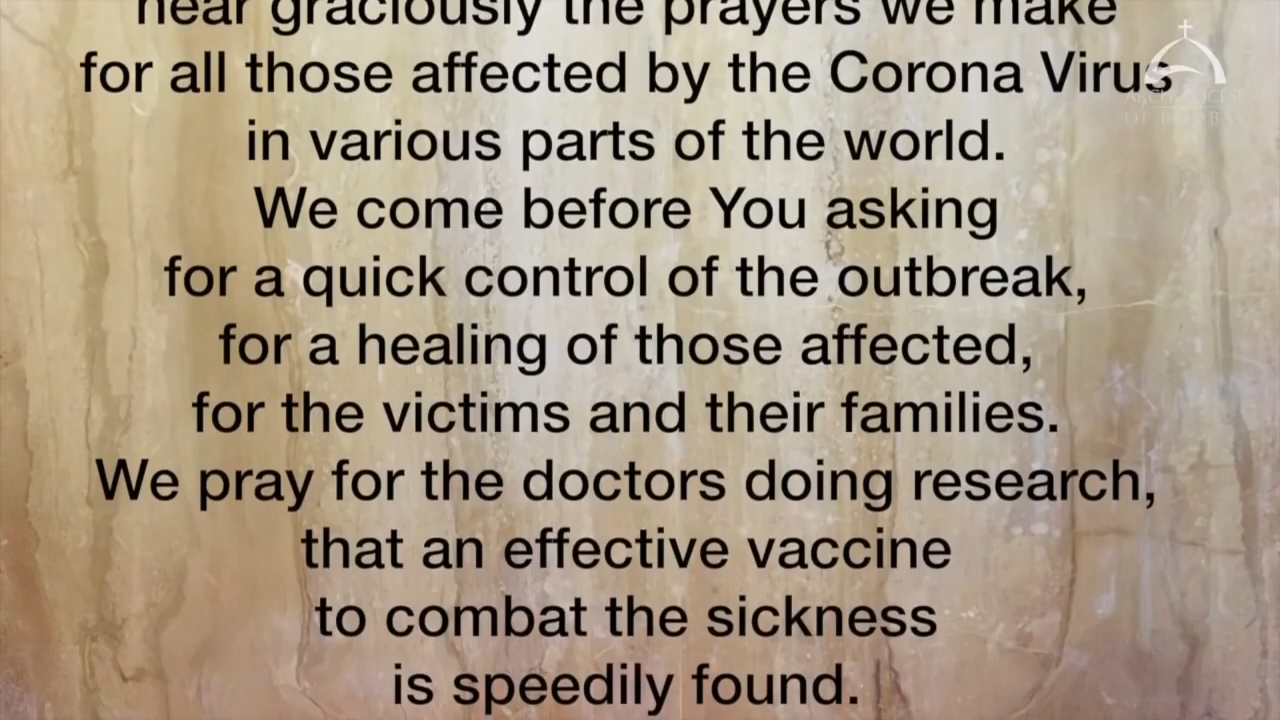 hear graciously the prayers we make
for all those affected by the Corona Virus
in various parts of the world.
We come before You asking
for a quick control of the outbreak,
for a healing of those affected,
for the victims and their families.
We pray for the doctors doing research,
that an effective vaccine
to combat the sickness
is speedily found.
ARCHDIOCESE
OF BOMBAY